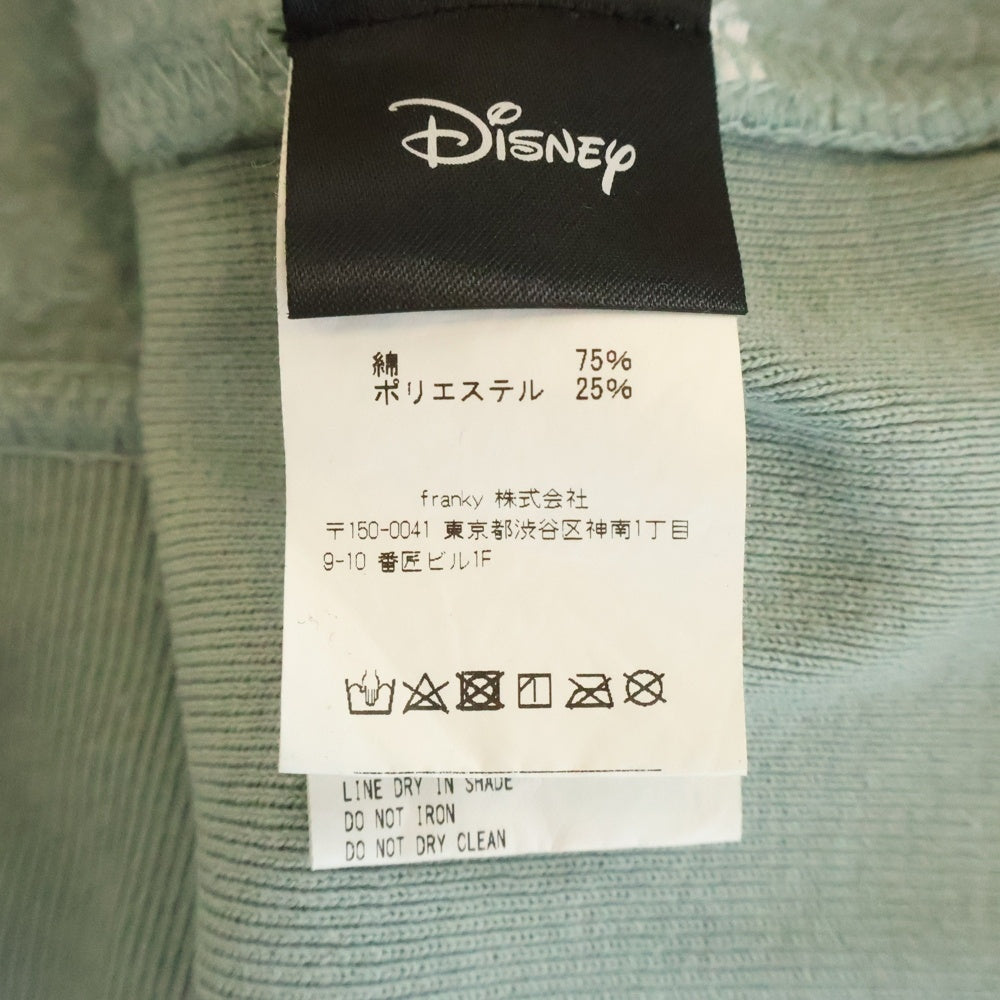 Disney
綿 75%
ポリエステル 25%
franky 株式会社
〒150-0041 東京都渋谷区神南1丁目
9-10 番匠ビル1F
LINE DRY IN SHADE
DO NOT IRON
DO NOT DRY CLEAN